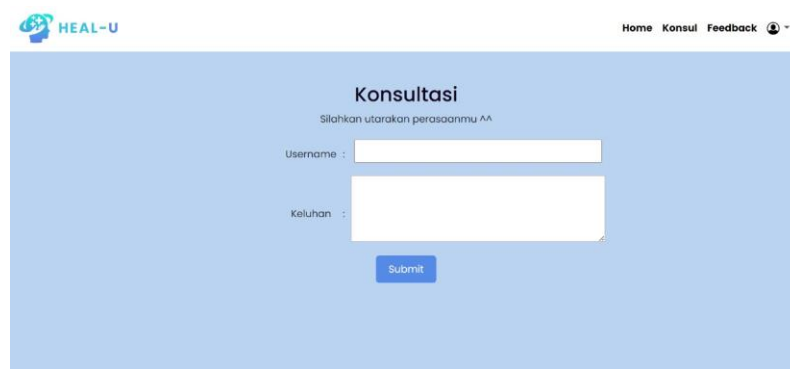 HEAL-U
Home Konsul Feedback
Konsultasi
Silahkan utarakan perasaanmu ^^
Username :
Keluhan :
Submit